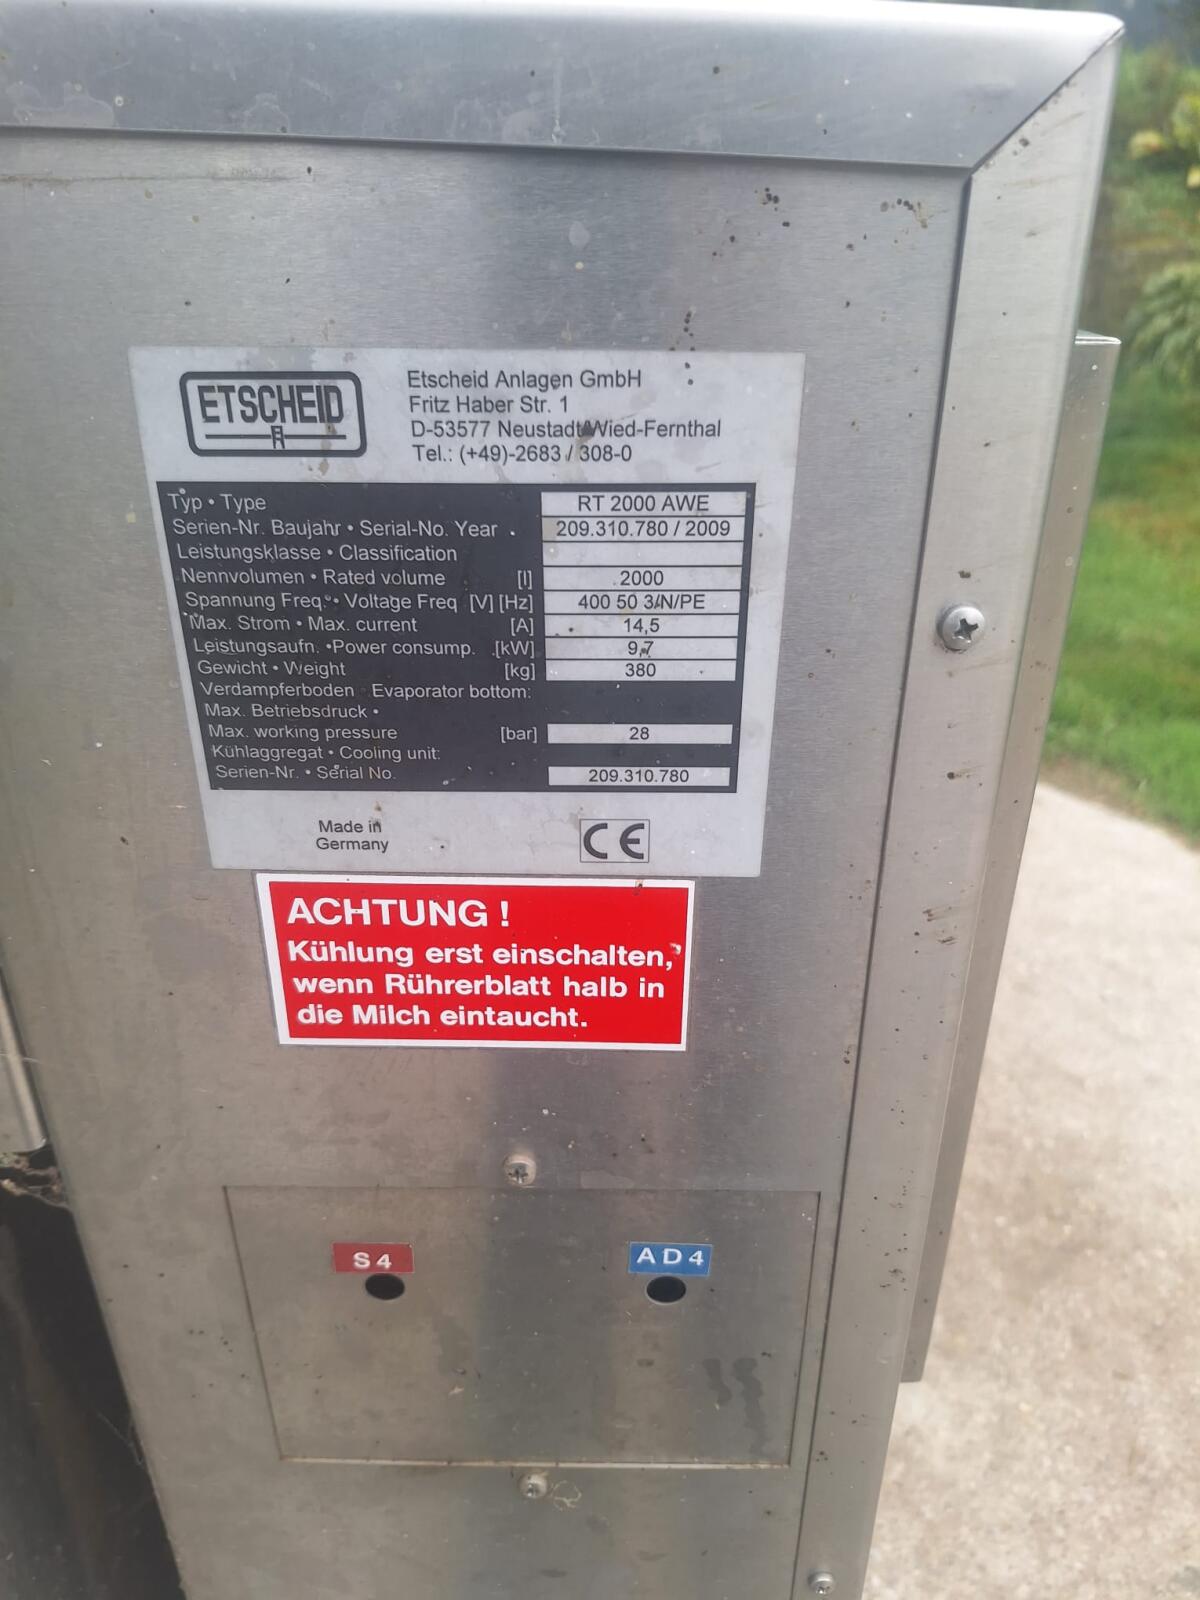 ETSCHEID
Etscheid Anlagen GmbH
Fritz Haber Str. 1
D-53577 Neustadt/Wied-Fernthal
Tel.: (+49)-2683 / 308-0
Typ • Type RT 2000 AWE
Serien-Nr. Baujahr • Serial-No. Year 209.310.780 / 2009
Leistungsklasse • Classification
Nennvolumen • Rated volume [l] 2000
Spannung Freq. • Voltage Freq [V] [Hz] 400 50 3/N/PE
Max. Strom • Max. current [A] 14,5
Leistungsaufn. •Power consump. [kW] 9,7
Gewicht • Weight [kg] 380
Verdampferboden Evaporator bottom:
Max. Betriebsdruck •
Max. working pressure [bar] 28
Kühlaggregat • Cooling unit:
Serien-Nr. • Serial No. 209.310.780
Made in
Germany
CE
ACHTUNG !
Kühlung erst einschalten,
wenn Rührerblatt halb in
die Milch eintaucht.
S4 AD4